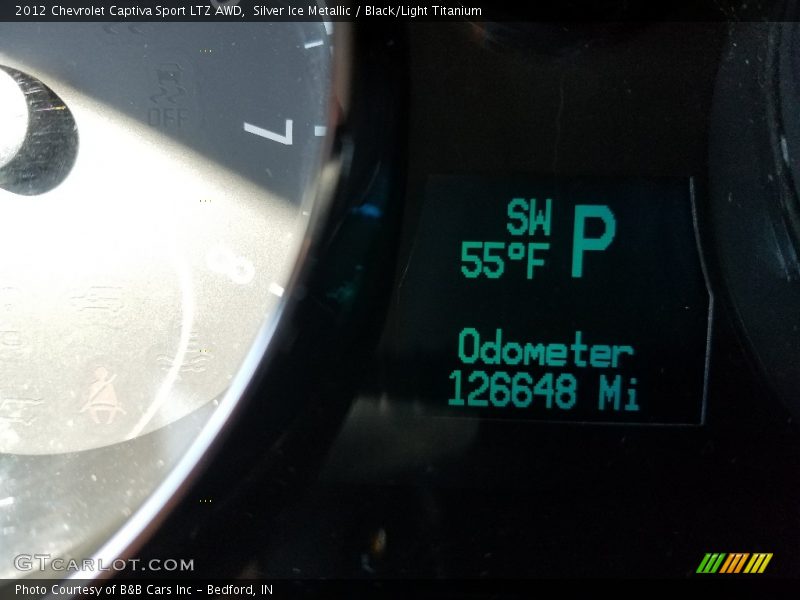 2012 Chevrolet Captiva Sport LTZ AWD,  Silver Ice Metallic / Black/Light Titanium
OFF
7
SW
55°F P
8
Odometer
126648 Mi
GTCARLOT.COM
Photo Courtesy of B&B Cars Inc - Bedford, IN